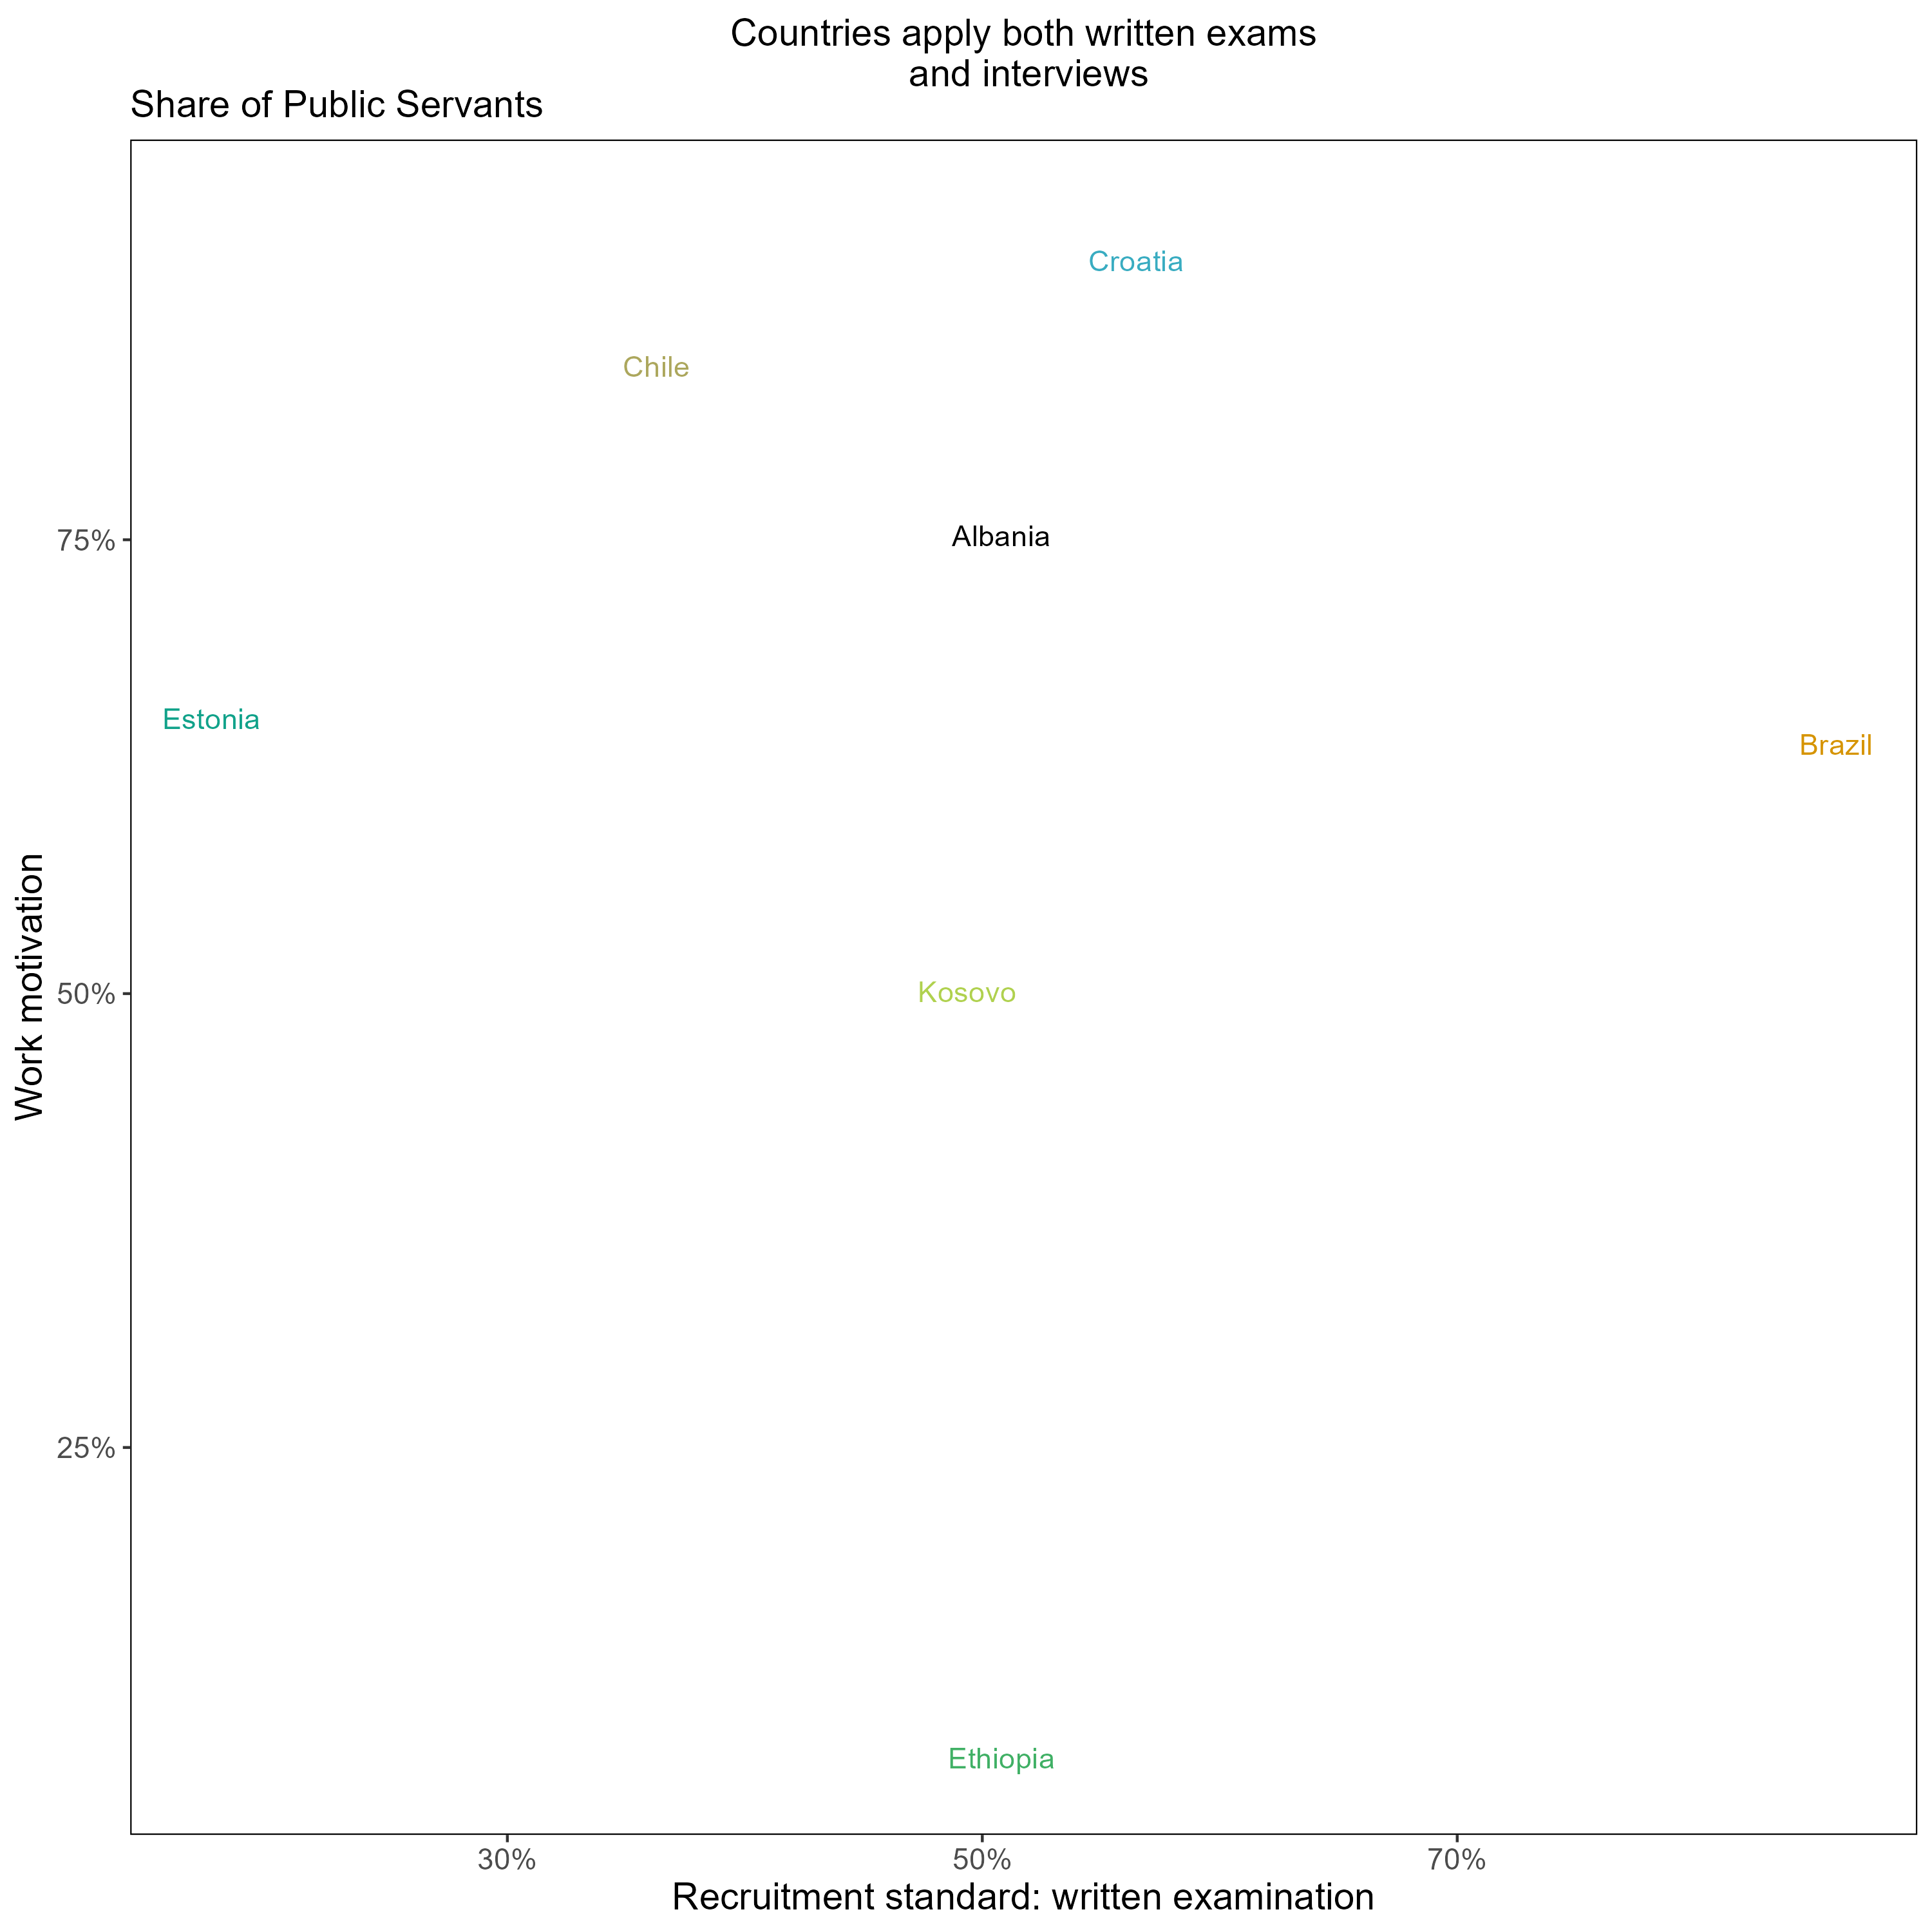 Countries apply both written exams
and interviews
Share of Public Servants
Croatia
Chile
75%
Albania
Estonia
Brazil
Work motivation
50%
Kosovo
25%
Ethiopia
30%
50%
70%
Recruitment standard: written examination